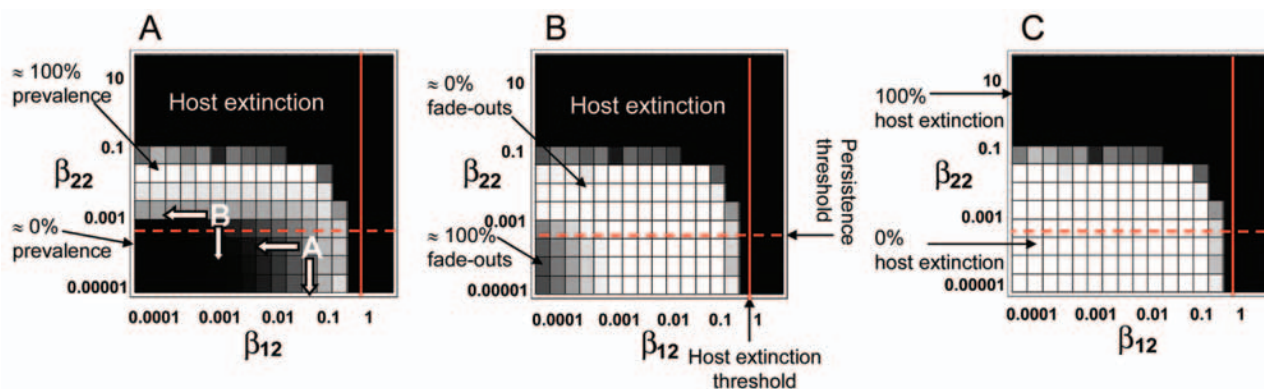 A
≈ 100%
prevalence
10
Host extinction
0.1
β22
0.001
≈ 0%
prevalence
B
A
0.00001
0.0001 0.001 0.01 0.1 1
β12
B
≈ 0%
fade-outs
10
Host extinction
0.1
β22
0.001
≈ 100%
fade-outs
0.00001
0.0001 0.001 0.01 0.1 1
β12
Persistence
threshold
Host extinction
threshold
C
100%
host extinction
10
0.1
β22
0.001
0%
host extinction
0.00001
0.0001 0.001 0.01 0.1 1
β12